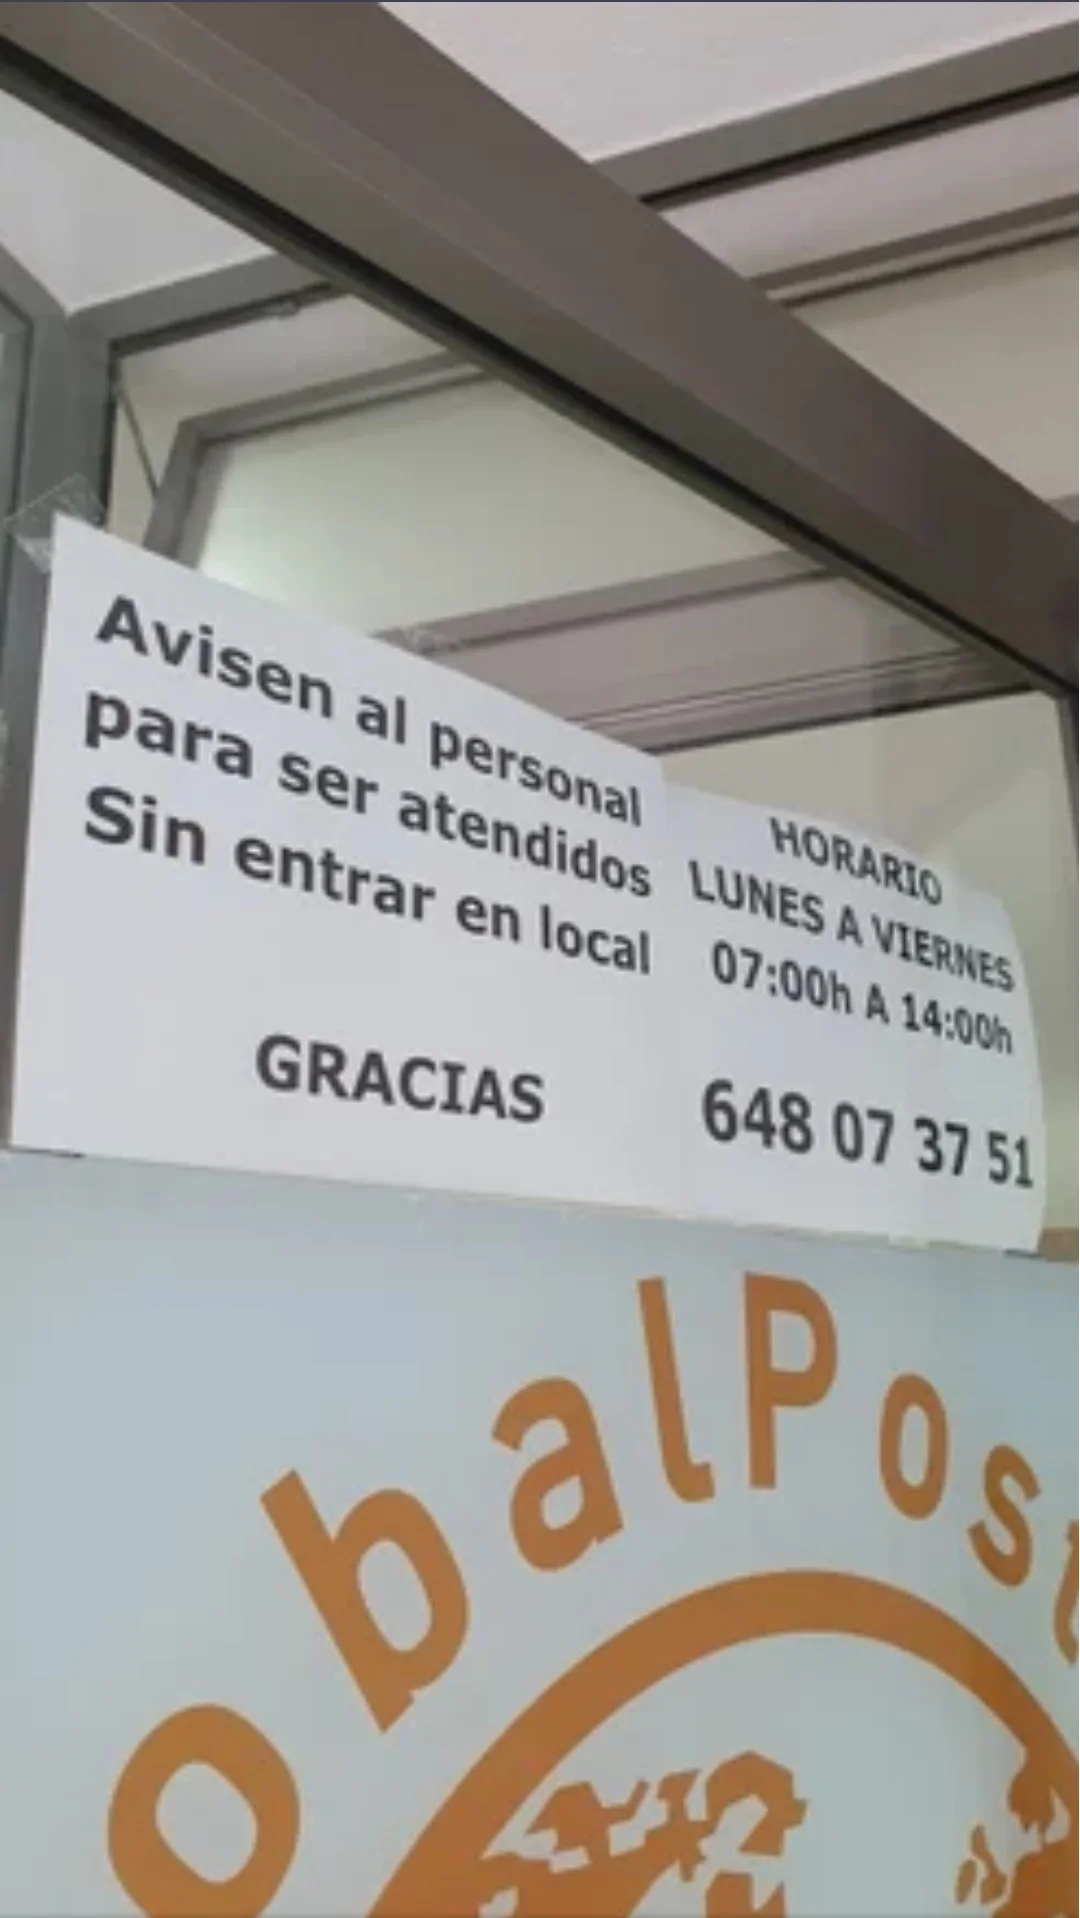 Avisen al personal
para ser atendidos
Sin entrar en local
GRACIAS
HORARIO
LUNES A VIERNES
07:00h A 14:00h
648 07 37 51
obalPost